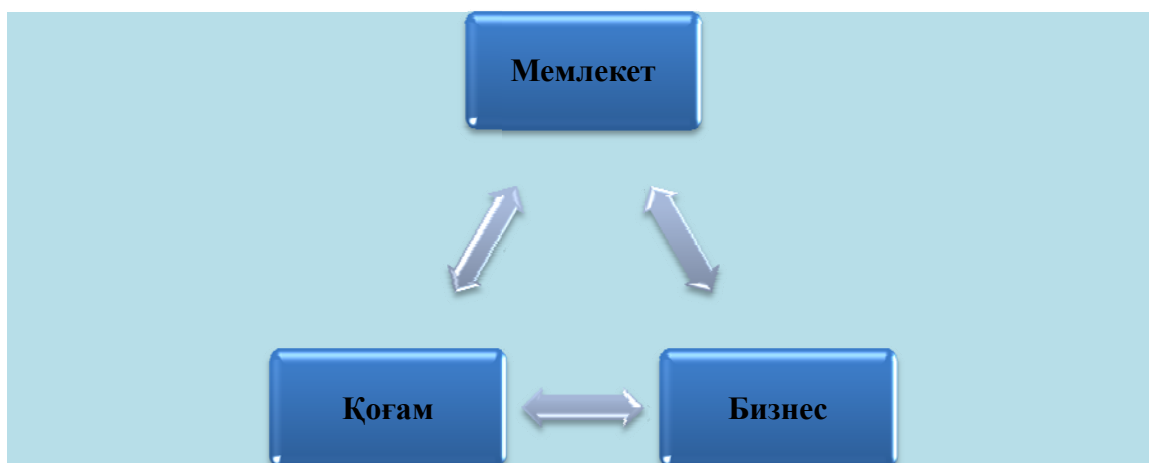 Мемлекет
Қоғам
Бизнес